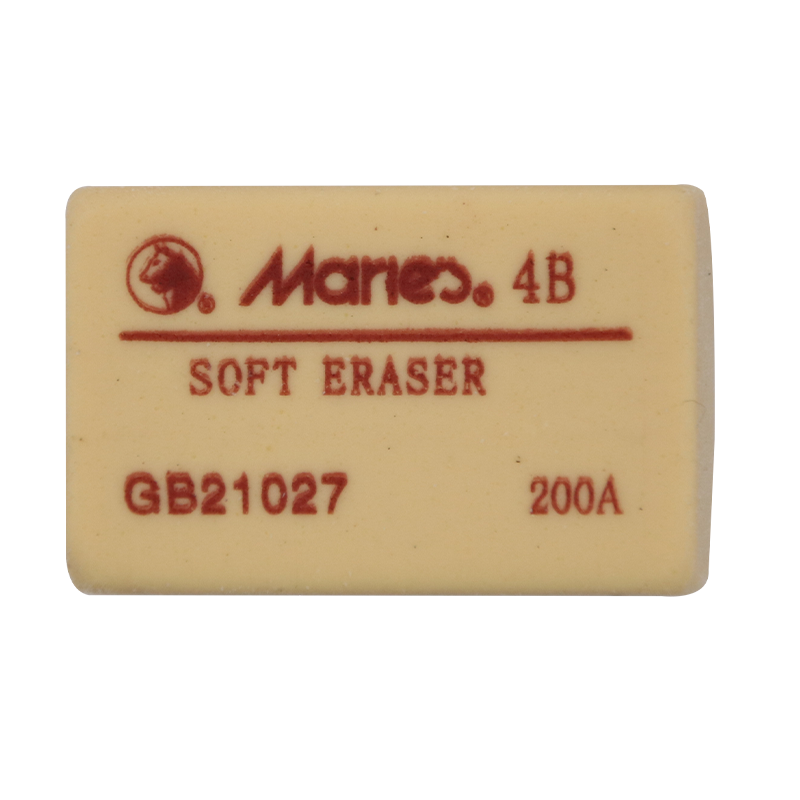 Maries® 4B
SOFT ERASER
GB21027 200A